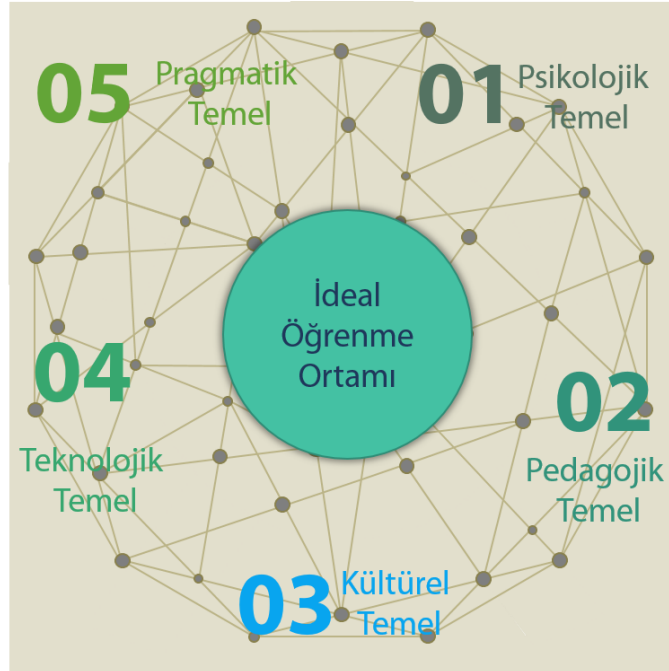 01 Psikolojik
Temel
02
Pedagojik
Temel
03 Kültürel
Temel
04
Teknolojik
Temel
05 Pragmatik
Temel
İdeal
Öğrenme
Ortamı